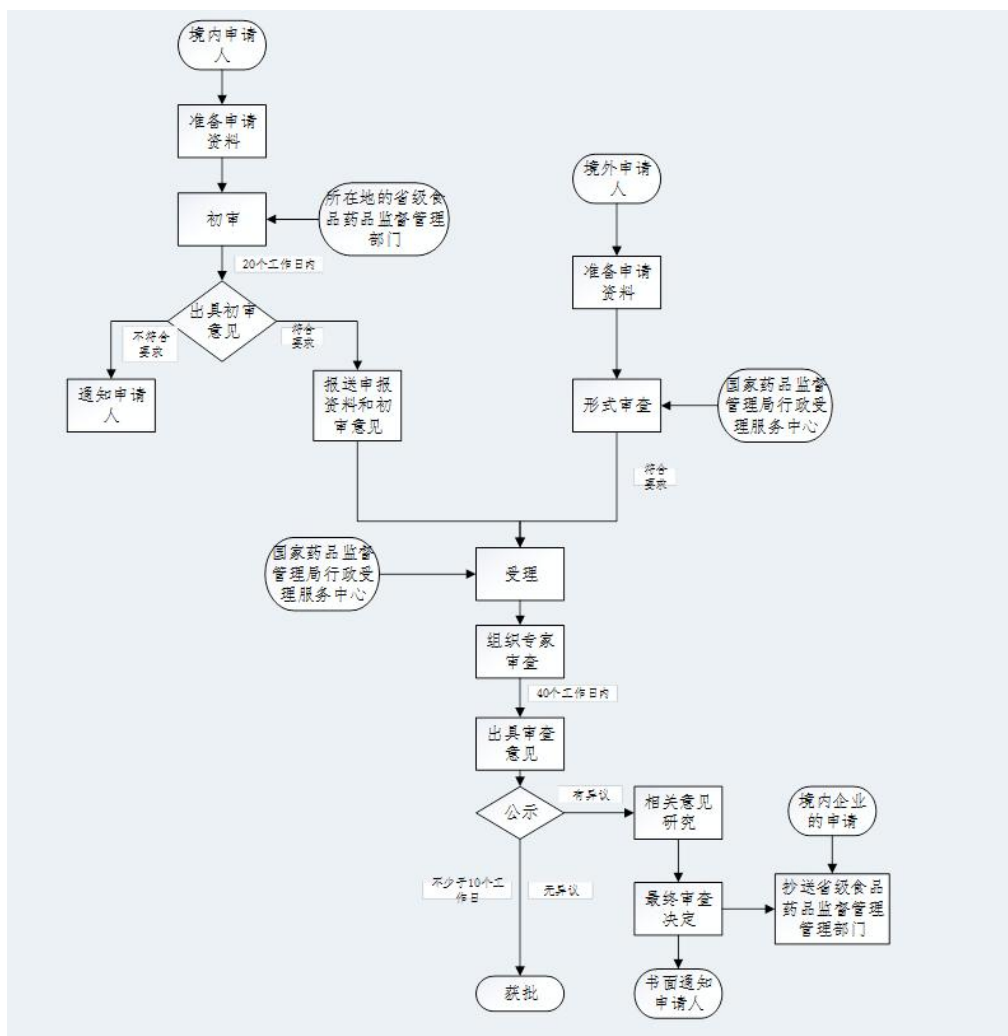 境内申请
人
准备申请
资料
初审
所在地的省级食
品药品监督管理
部门
20个工作日内
出具初审
意见
不符合
要求
符合
要求
通知申请
人
报送申报
资料和初
审意见
境外申请
人
准备申请
资料
形式审查
国家药品监督
管理局行政受
理服务中心
符合
要求
国家药品监督
管理局行政受
理服务中心
受理
组织专家
审查
40个工作日内
出具审查
意见
公示
有异议
相关意见
研究
境内企业
的申请
不少于10个工
作日
无异议
最终审查
决定
抄送省级食品
药品监督管理
管理部门
获批
书面通知
申请人